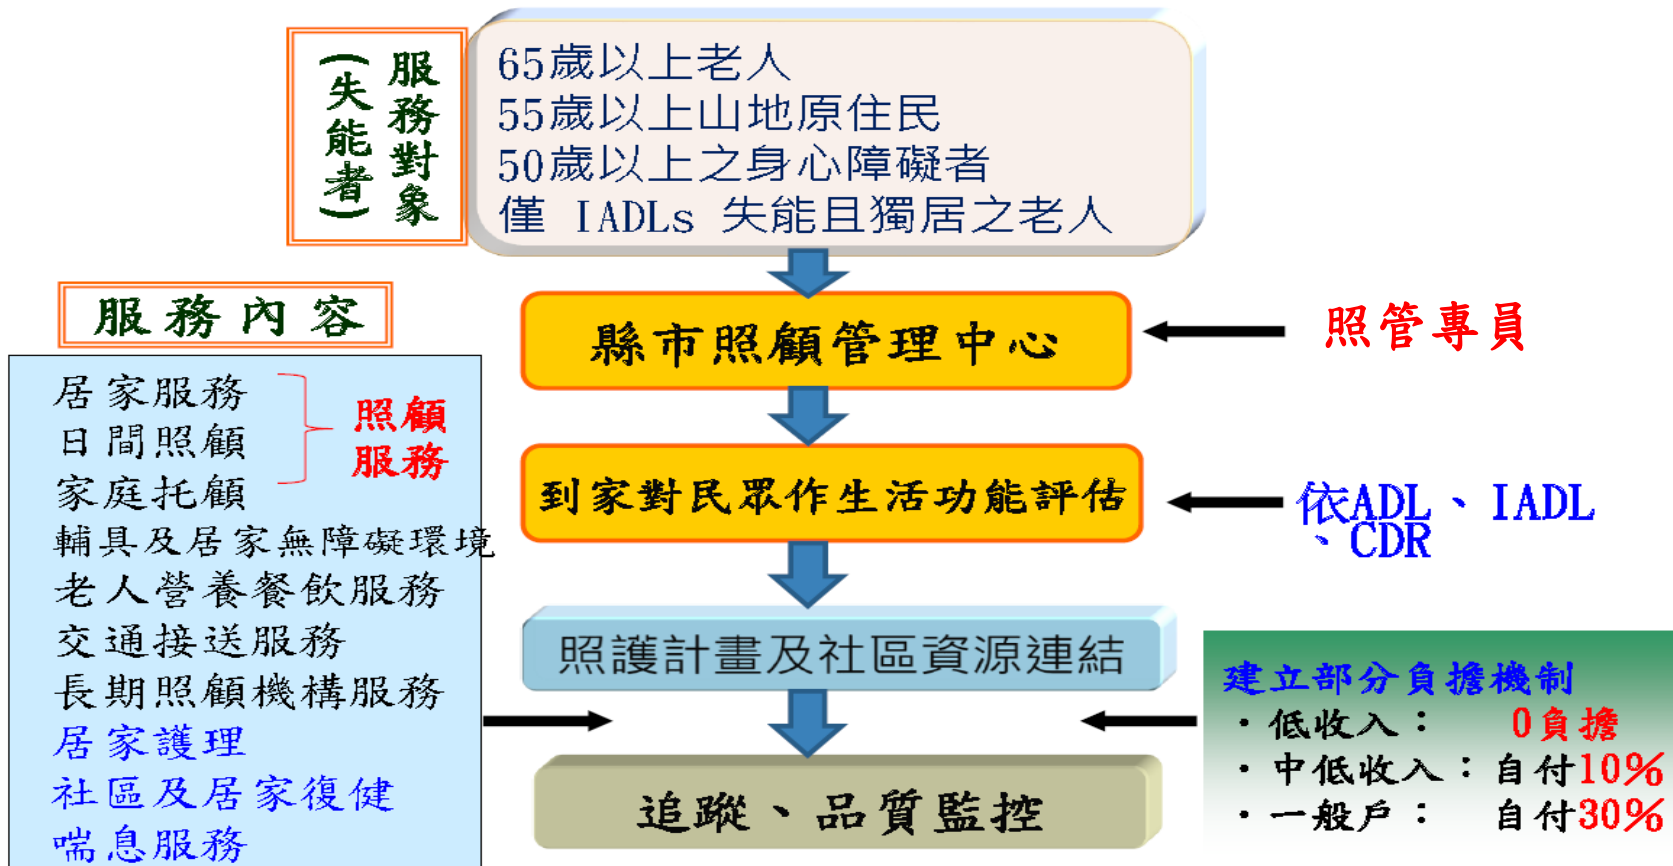 服務對象
(失能者)
65歲以上老人
55歲以上山地原住民
50歲以上之身心障礙者
僅 IADLs 失能且獨居之老人
縣市照顧管理中心
照管專員
到家對民眾作生活功能評估
依ADL、IADL
、CDR
照護計畫及社區資源連結
追蹤、品質監控
服務內容
居家服務
日間照顧
家庭托顧
照顧
服務
輔具及居家無障礙環境
老人營養餐飲服務
交通接送服務
長期照顧機構服務
居家護理
社區及居家復健
喘息服務
建立部分負擔機制
·低收入： 0負擔
·中低收入：自付10%
·一般戶： 自付30%